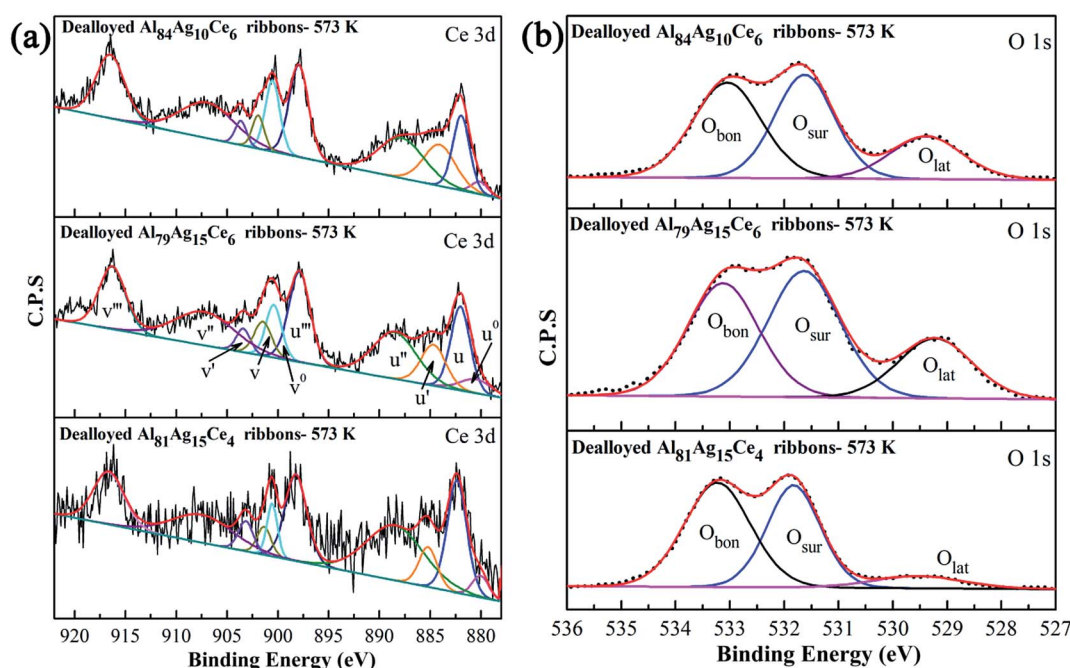 (a)
Dealloyed Al84Ag10Ce6 ribbons- 573 K
Ce 3d
Dealloyed Al79Ag15Ce6 ribbons- 573 K
Ce 3d
v''' v'' v' v v0 u''' u'' u' u u0
Dealloyed Al81Ag15Ce4 ribbons- 573 K
Ce 3d
C.P.S
920 915 910 905 900 895 890 885 880
Binding Energy (eV)
(b)
Dealloyed Al84Ag10Ce6 ribbons- 573 K
O 1s
Obon Osur Olat
Dealloyed Al79Ag15Ce6 ribbons- 573 K
O 1s
Obon Osur Olat
Dealloyed Al81Ag15Ce4 ribbons- 573 K
O 1s
Obon Osur Olat
C.P.S
536 535 534 533 532 531 530 529 528 527
Binding Energy (eV)